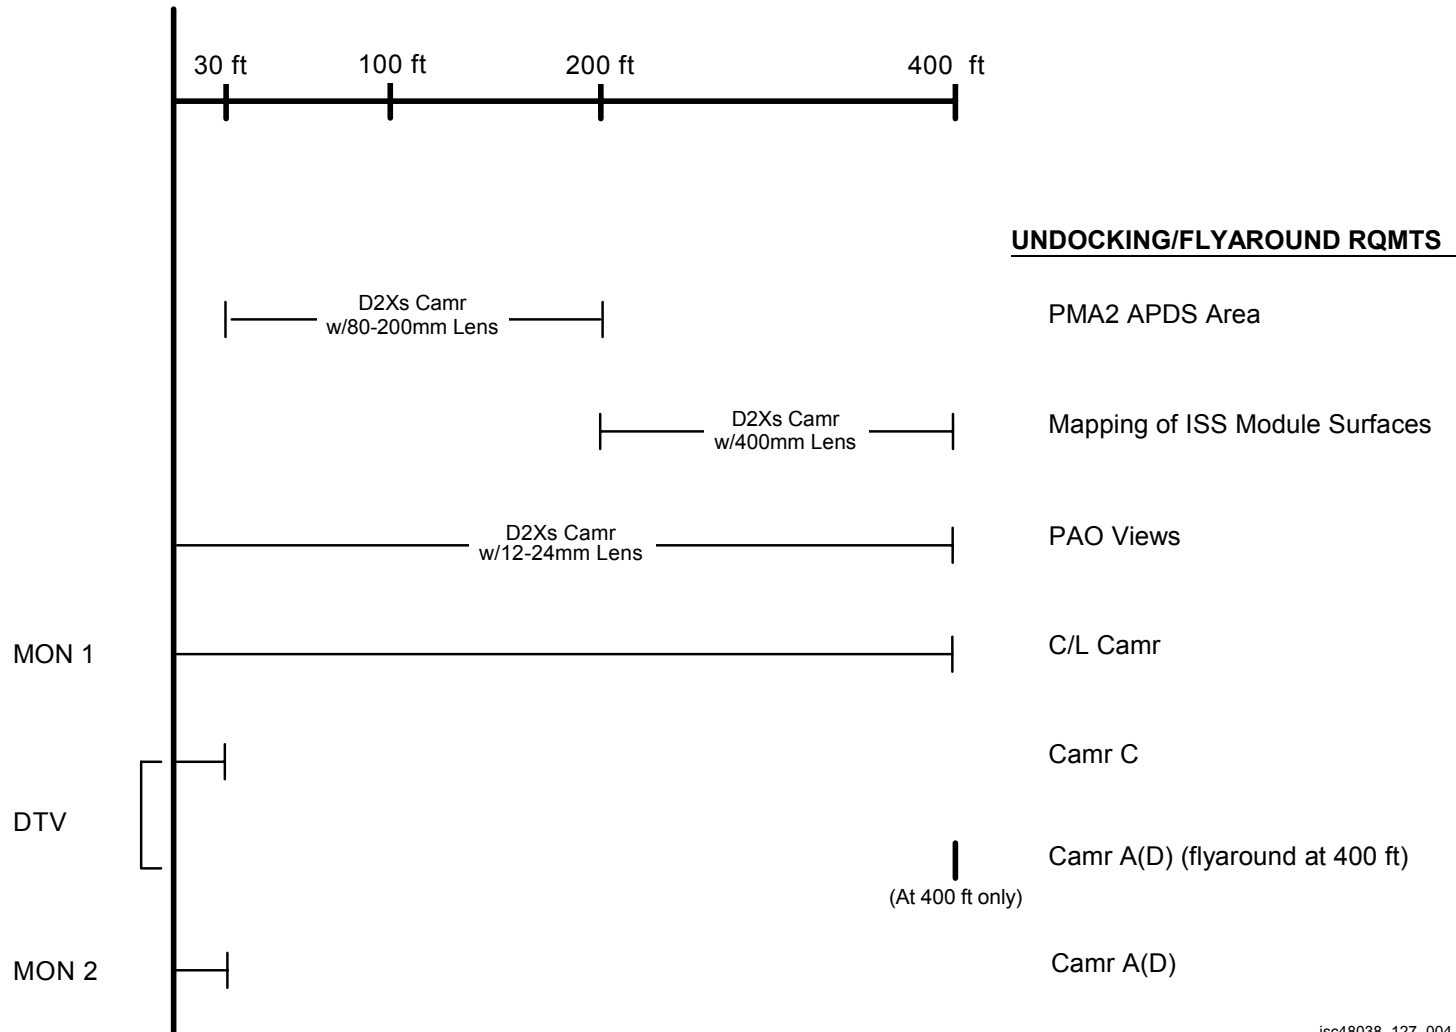 30 ft 100 ft 200 ft 400 ft
UNDOCKING/FLYAROUND RQMTS
D2Xs Camr
w/80-200mm Lens
PMA2 APDS Area
D2Xs Camr
w/400mm Lens
Mapping of ISS Module Surfaces
D2Xs Camr
w/12-24mm Lens
PAO Views
MON 1
C/L Camr
Camr C
DTV
Camr A(D) (flyaround at 400 ft)
(At 400 ft only)
MON 2
Camr A(D)
jsc48038_127_004